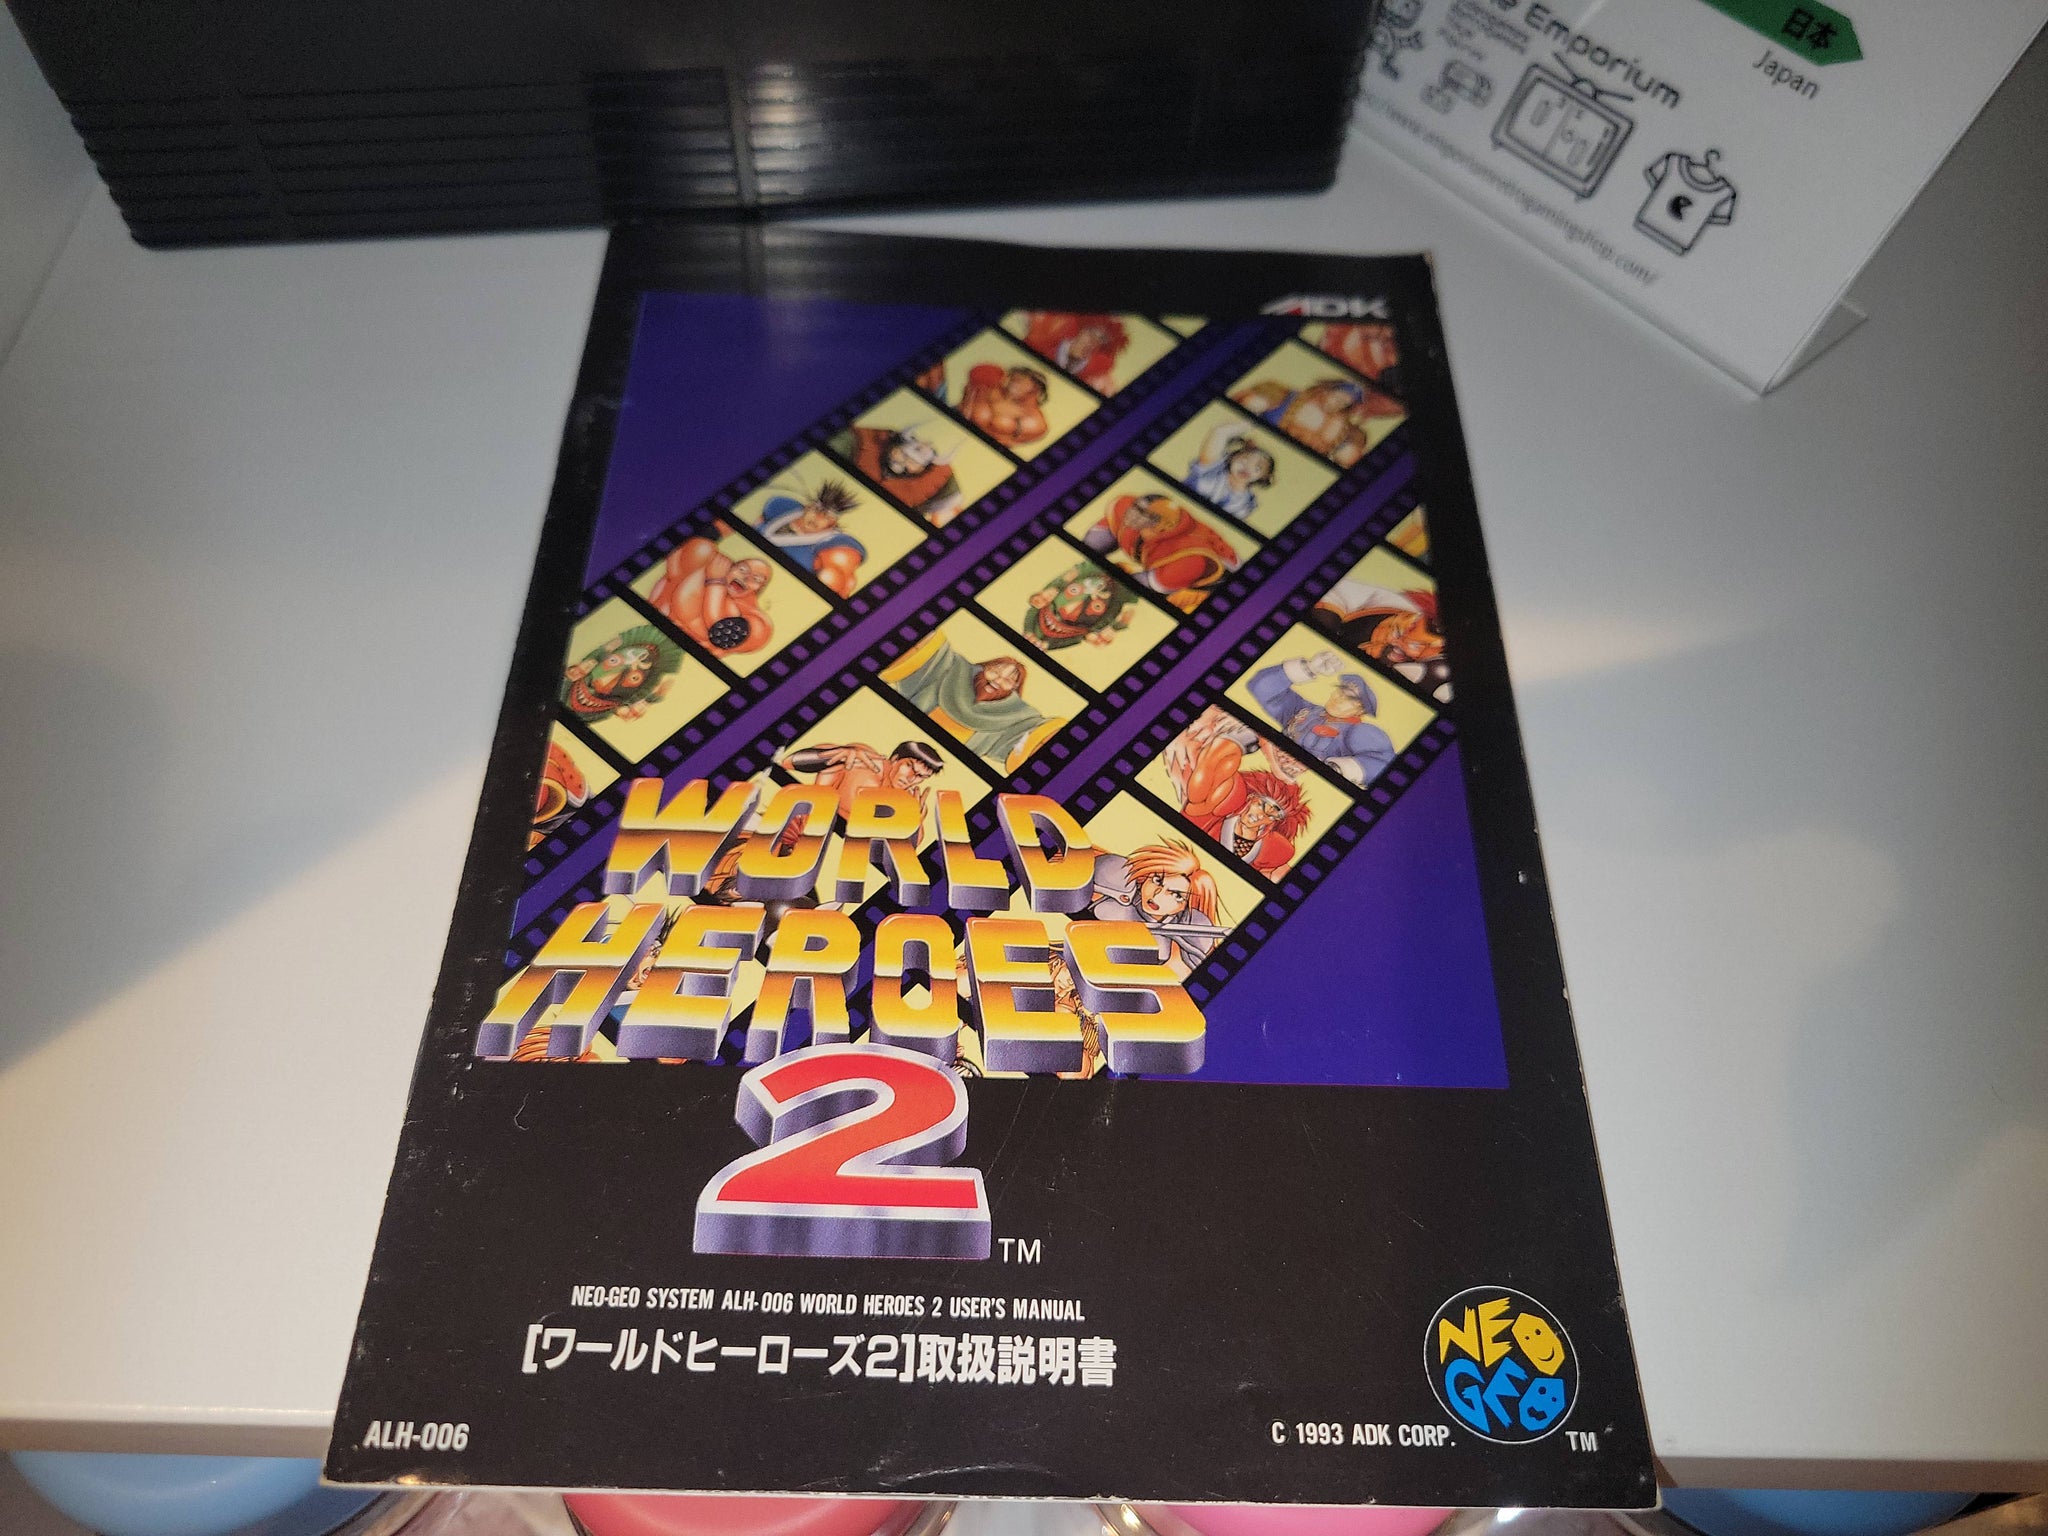 Emporium
日本
Japan
ADK
WORLD
HEROES
2
TM
NEO-GEO SYSTEM ALH-006 WORLD HEROES 2 USER'S MANUAL
[ワールドヒーローズ2]取扱説明書
NEO
GEO
TM
ALH-006
© 1993 ADK CORP.